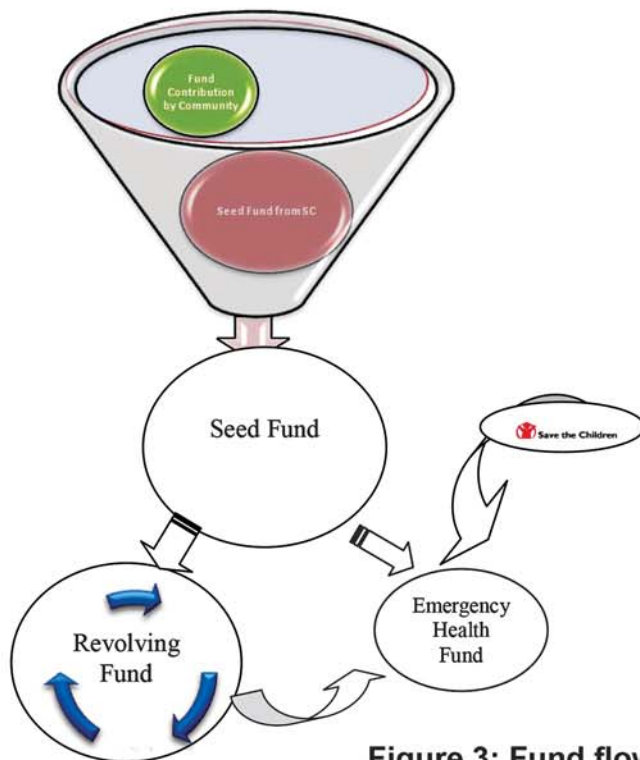 Fund
Contribution
by Community
Seed Fund from SC
Seed Fund
Save the Children
Revolving
Fund
Emergency
Health
Fund
Figure 3: Fund flow